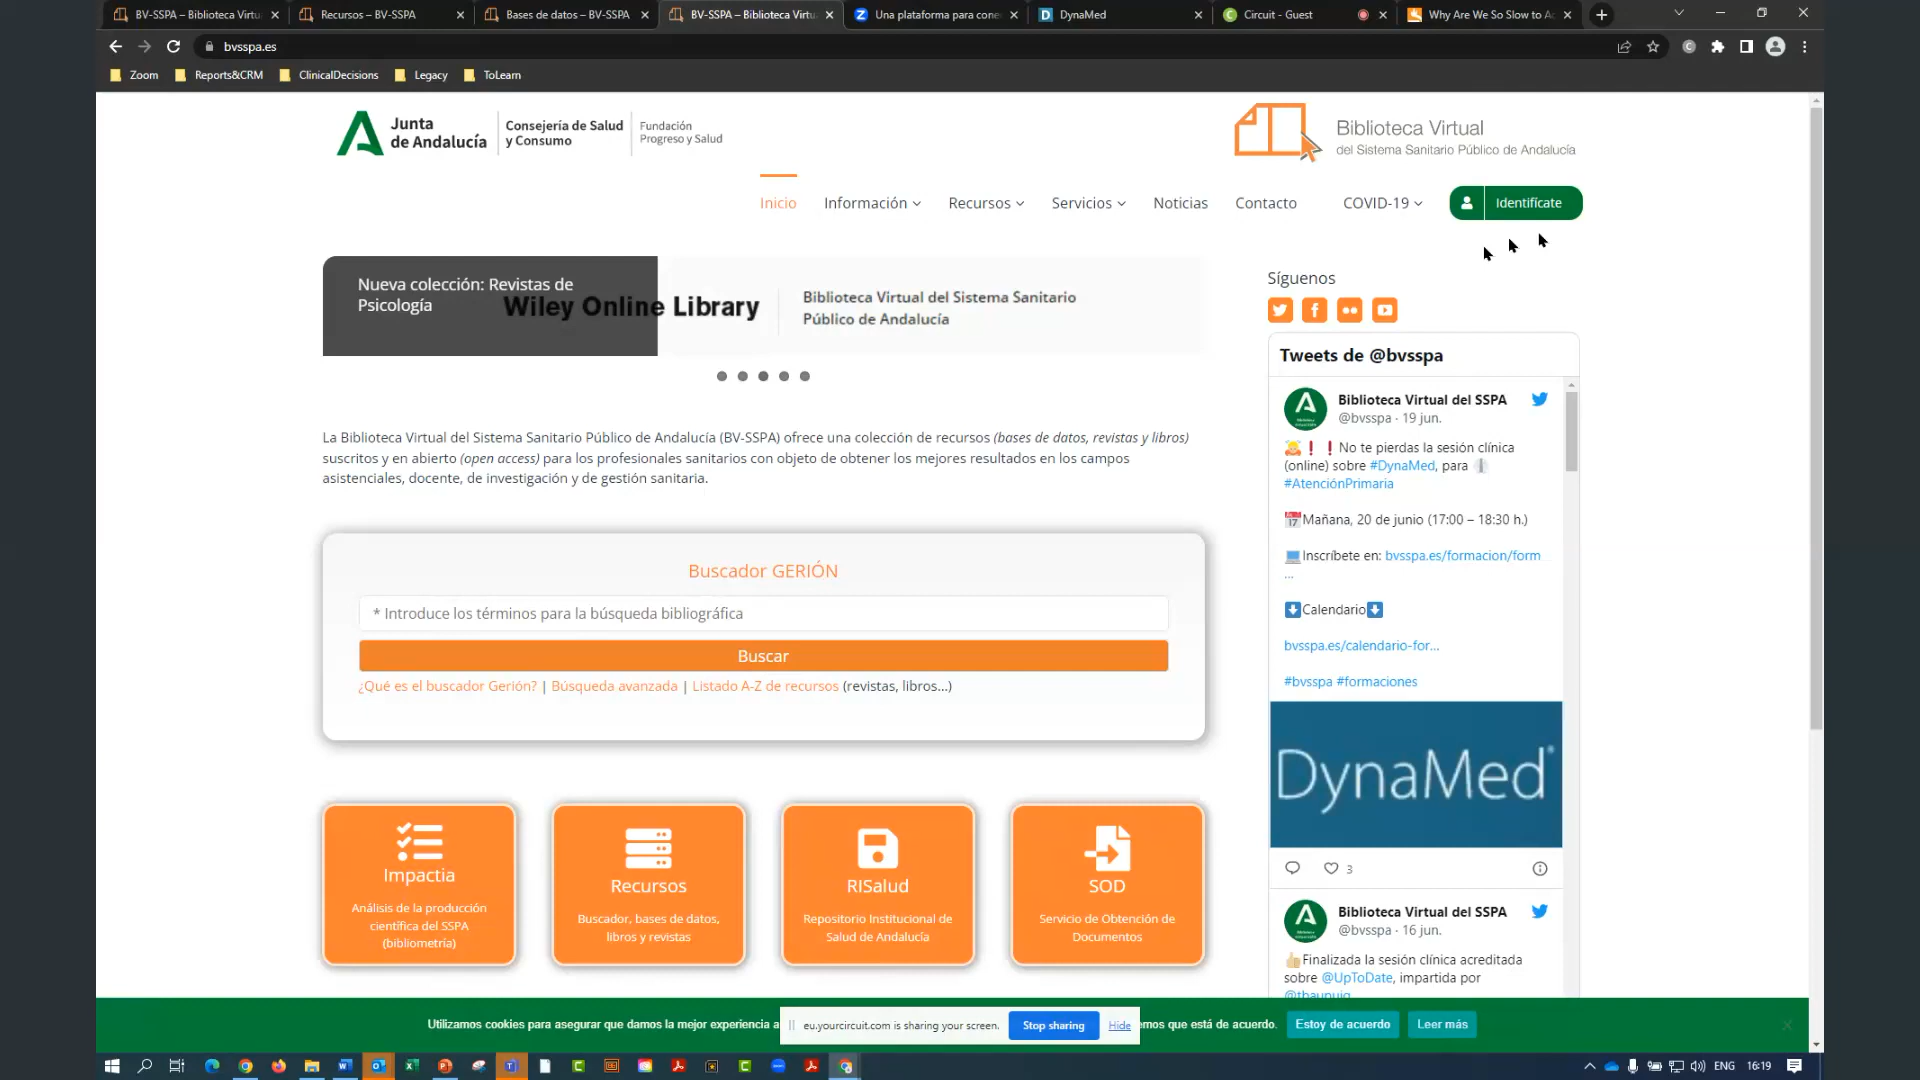 BV-SSPA – Biblioteca Virtu
Recursos – BV-SSPA
Bases de datos – BV-SSPA
BV-SSPA – Biblioteca Virtu
Una plataforma para cone
DynaMed
Circuit - Guest
Why Are We So Slow to A
bvsspa.es
Zoom
Reports&CRM
ClinicalDecisions
Legacy
ToLearn
Junta
de Andalucía
Consejería de Salud
y Consumo
Fundación
Progreso y Salud
Biblioteca Virtual
del Sistema Sanitario Público de Andalucía
Inicio
Información
Recursos
Servicios
Noticias
Contacto
COVID-19
Identifícate
Nueva colección: Revistas de
Psicología
Wiley Online Library
Biblioteca Virtual del Sistema Sanitario
Público de Andalucía
La Biblioteca Virtual del Sistema Sanitario Público de Andalucía (BV-SSPA) ofrece una colección de recursos (bases de datos, revistas y libros)
suscritos y en abierto (open access) para los profesionales sanitarios con objeto de obtener los mejores resultados en los campos
asistenciales, docente, de investigación y de gestión sanitaria.
Buscador GERIÓN
* Introduce los términos para la búsqueda bibliográfica
Buscar
¿Qué es el buscador Gerión? | Búsqueda avanzada | Listado A-Z de recursos (revistas, libros...)
Impactia
Análisis de la producción
científica del SSPA
(bibliometría)
Recursos
Buscador, bases de datos,
libros y revistas
RISalud
Repositorio Institucional de
Salud de Andalucía
SOD
Servicio de Obtención de
Documentos
Síguenos
Tweets de @bvsspa
Biblioteca Virtual del SSPA
@bvsspa · 19 jun.
No te pierdas la sesión clínica
(online) sobre #DynaMed, para
#AtenciónPrimaria
Mañana, 20 de junio (17:00 – 18:30 h.)
Inscríbete en: bvsspa.es/formacion/form
...
Calendario
bvsspa.es/calendario-for...
#bvsspa #formaciones
DynaMed
3
Biblioteca Virtual del SSPA
@bvsspa · 16 jun.
Finalizada la sesión clínica acreditada
sobre @UpToDate, impartida por
Utilizamos cookies para asegurar que damos la mejor experiencia a
eu.yourcircuit.com is sharing your screen.
Stop sharing
Hide
emos que está de acuerdo.
Estoy de acuerdo
Leer más
ENG
16:19